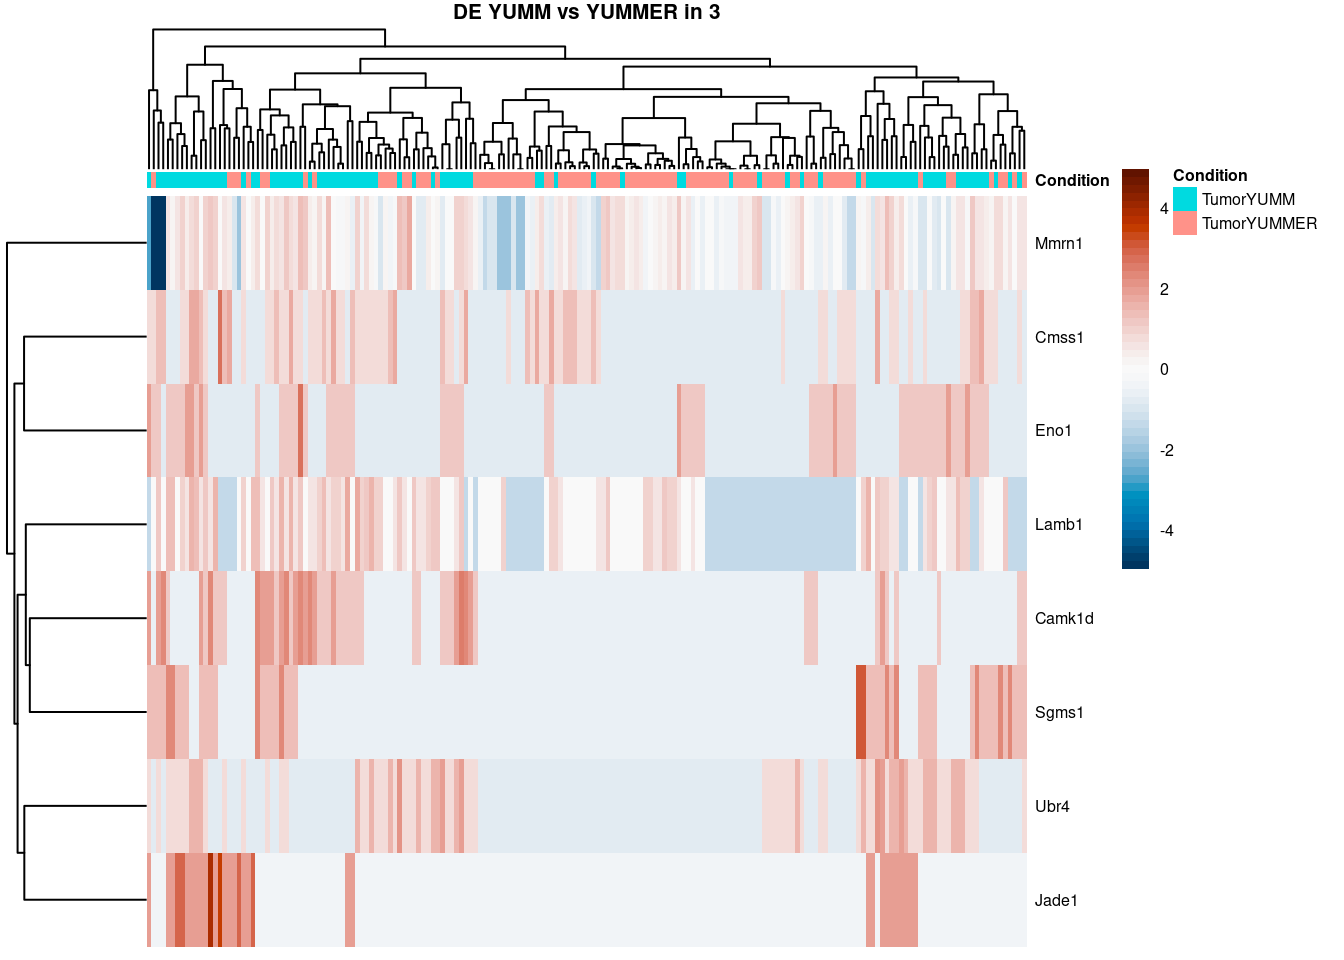 DE YUMM vs YUMMER in 3
Condition
Mmrn1
Cmss1
Eno1
Lamb1
Camk1d
Sgms1
Ubr4
Jade1
4
2
0
-2
-4
Condition
TumorYUMM
TumorYUMMER